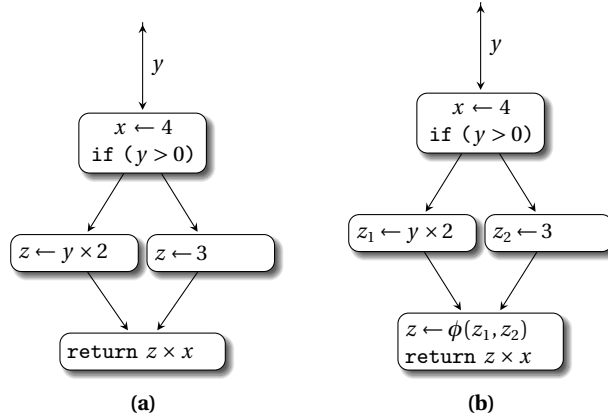 y
x ← 4
if (y > 0)
z ← y × 2
z ← 3
return z × x
(a)
y
x ← 4
if (y > 0)
z₁ ← y × 2
z₂ ← 3
z ← ϕ(z₁, z₂)
return z × x
(b)